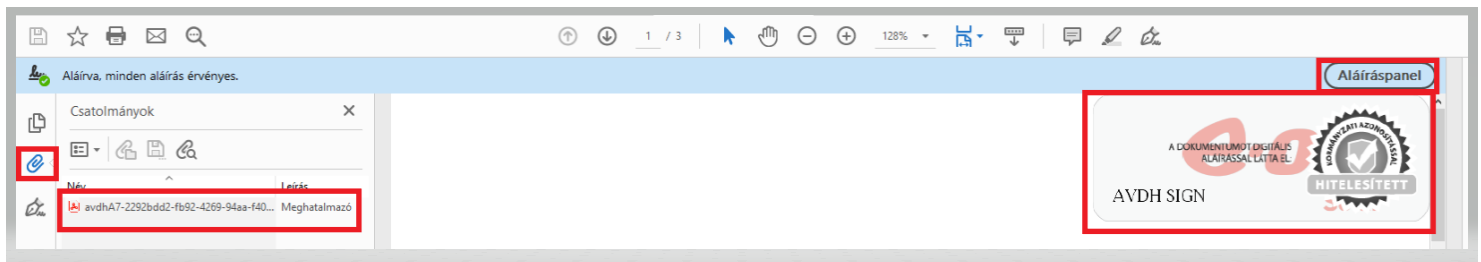 1 / 3
128%
Aláírva, minden aláírás érvényes.
Aláíráspanel
Csatolmányok
Név
Leírás
avdhA7-2292bdd2-fb92-4269-94aa-f40...
Meghatalmazó
A DOKUMENTUMOT DIGITÁLIS
ALÁÍRÁSSAL LÁTTA EL:
AVDH SIGN
KORMÁNYZATI AZONOSÍTÁSSAL
HITELESÍTETT